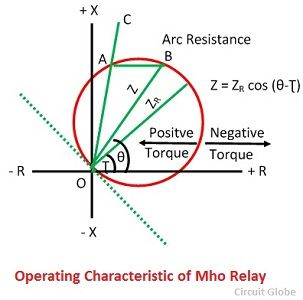 + X
C
Arc Resistance
A
B
Z = Z_R cos (θ-Ʈ)
Z
Z_R
Positve
Negative
Torque
Torque
θ
Ʈ
- R
O
+ R
- X
Operating Characteristic of Mho Relay
Circuit Globe